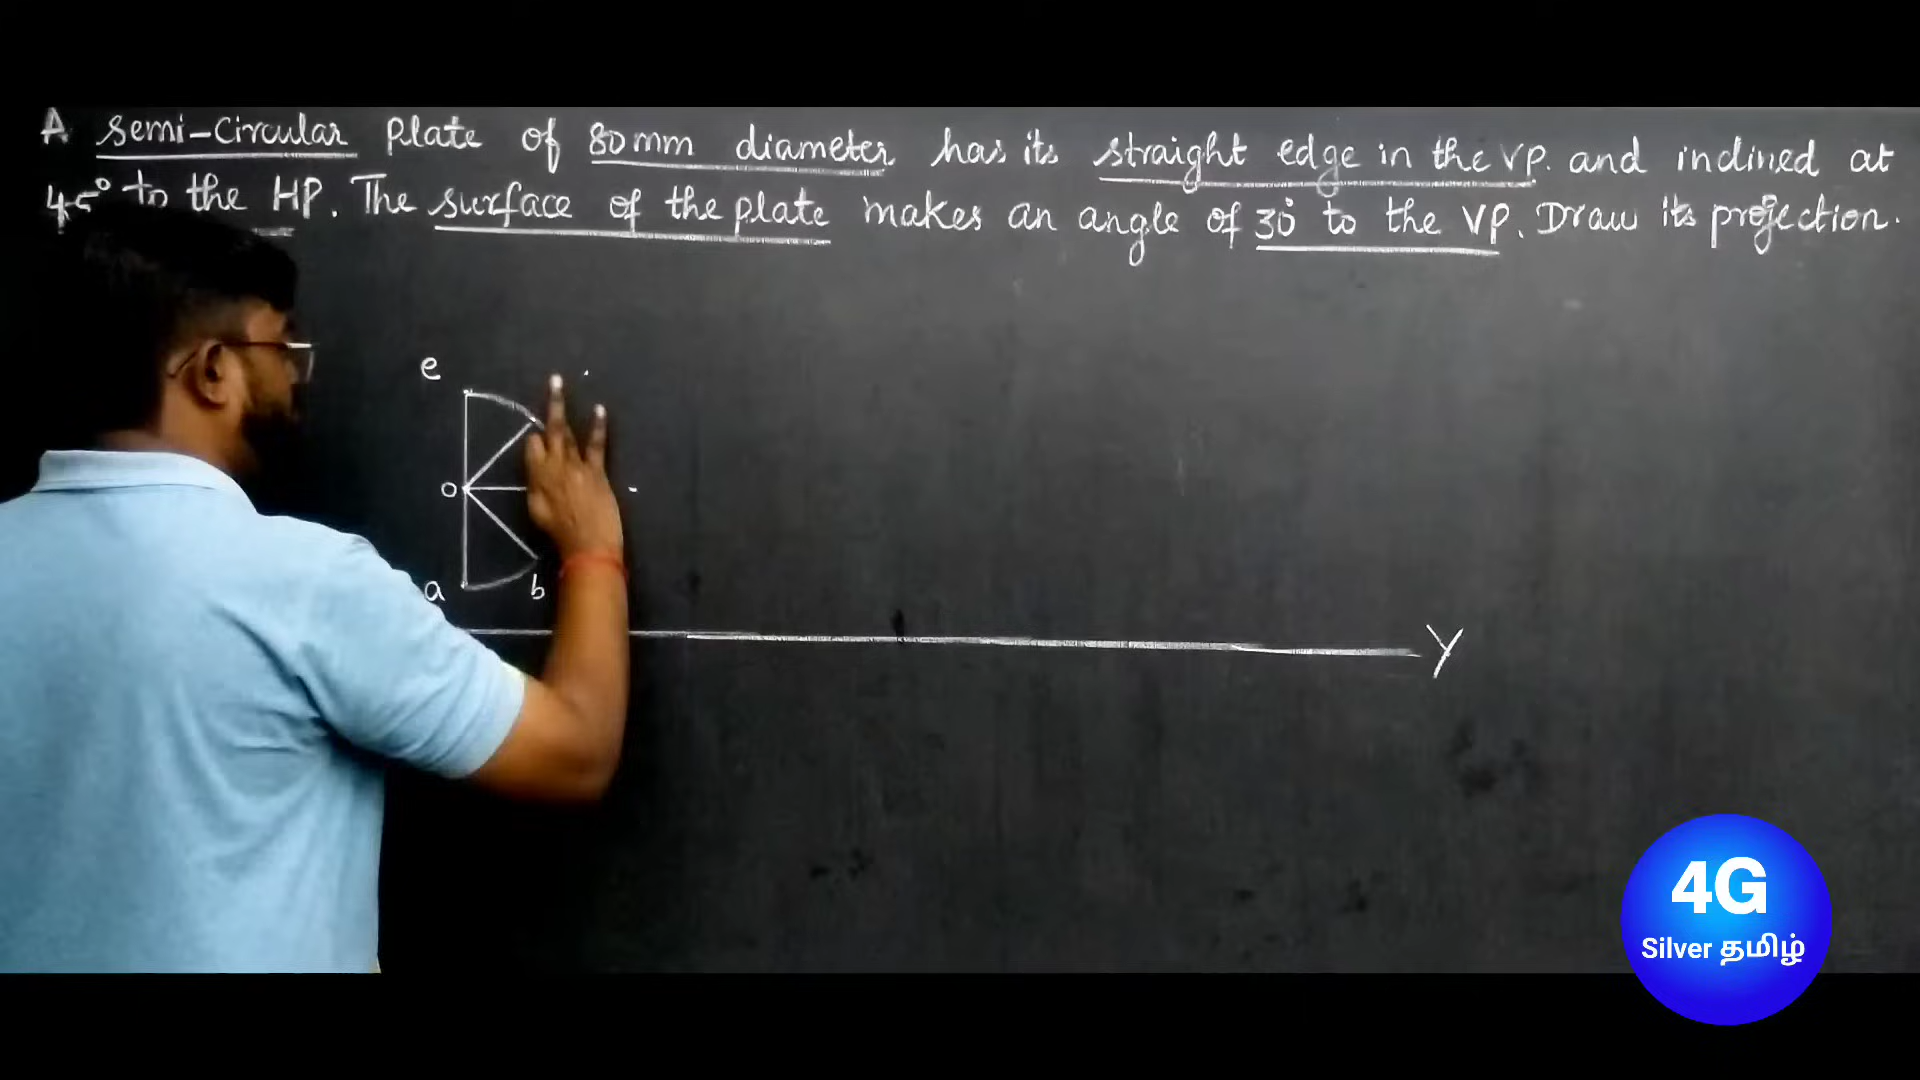 A Semi-Circular Plate of 80mm diameter has its straight edge in the VP. and inclined at
45° to the HP. The surface of the plate makes an angle of 30° to the VP. Draw its projection.
e
o
a
b
Y
4G
Silver தமிழ்